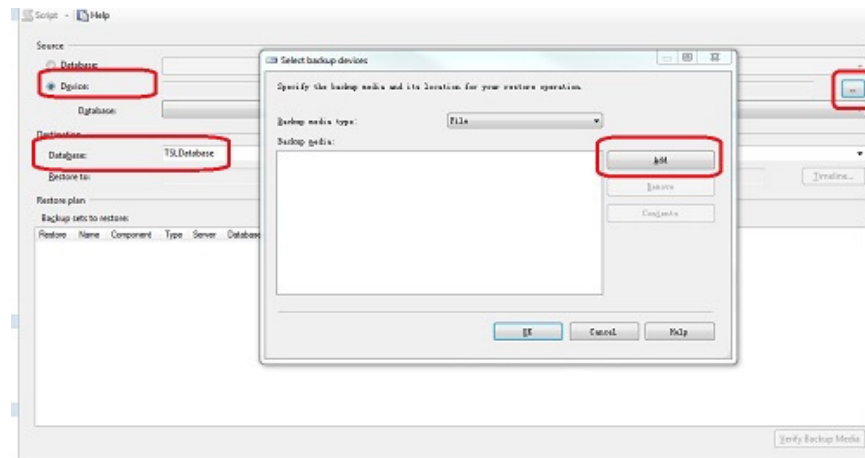 Script - Help
Source
Database:
Device:
Database:
Destination
Database: TSLDatabase
Restore to: Timeline...
Restore plan
Backup sets to restore:
Restore Name Component Type Server Database
Verify Backup Media
Select backup devices
Specify the backup media and its location for your restore operation.
Backup media type: File
Backup media:
Add
Remove
Contents
OK Cancel Help